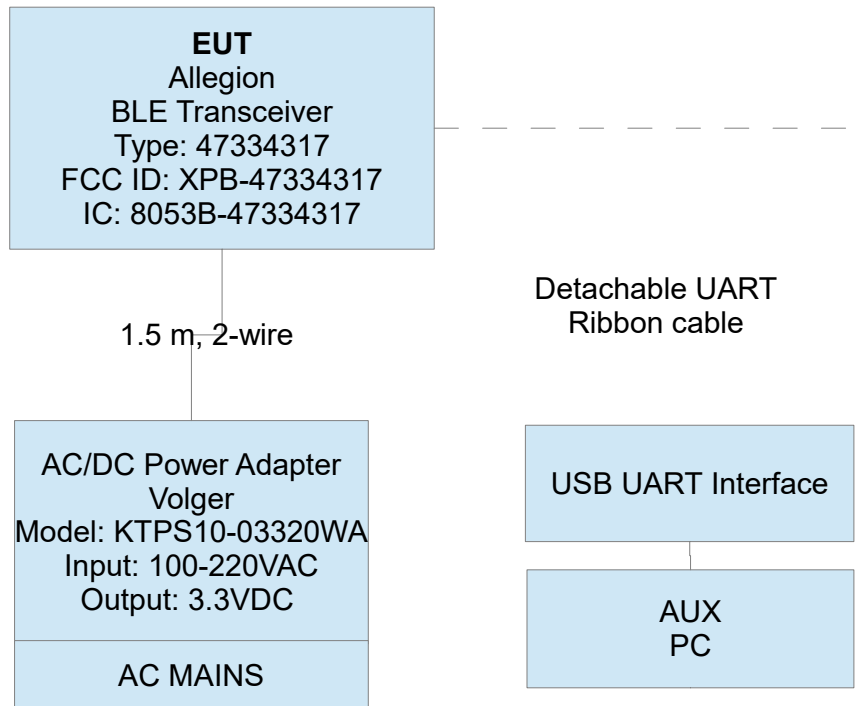 EUT
Allegion
BLE Transceiver
Type: 47334317
FCC ID: XPB-47334317
IC: 8053B-47334317
Detachable UART
Ribbon cable
1.5 m, 2-wire
AC/DC Power Adapter
Volger
Model: KTPS10-03320WA
Input: 100-220VAC
Output: 3.3VDC
AC MAINS
USB UART Interface
AUX
PC